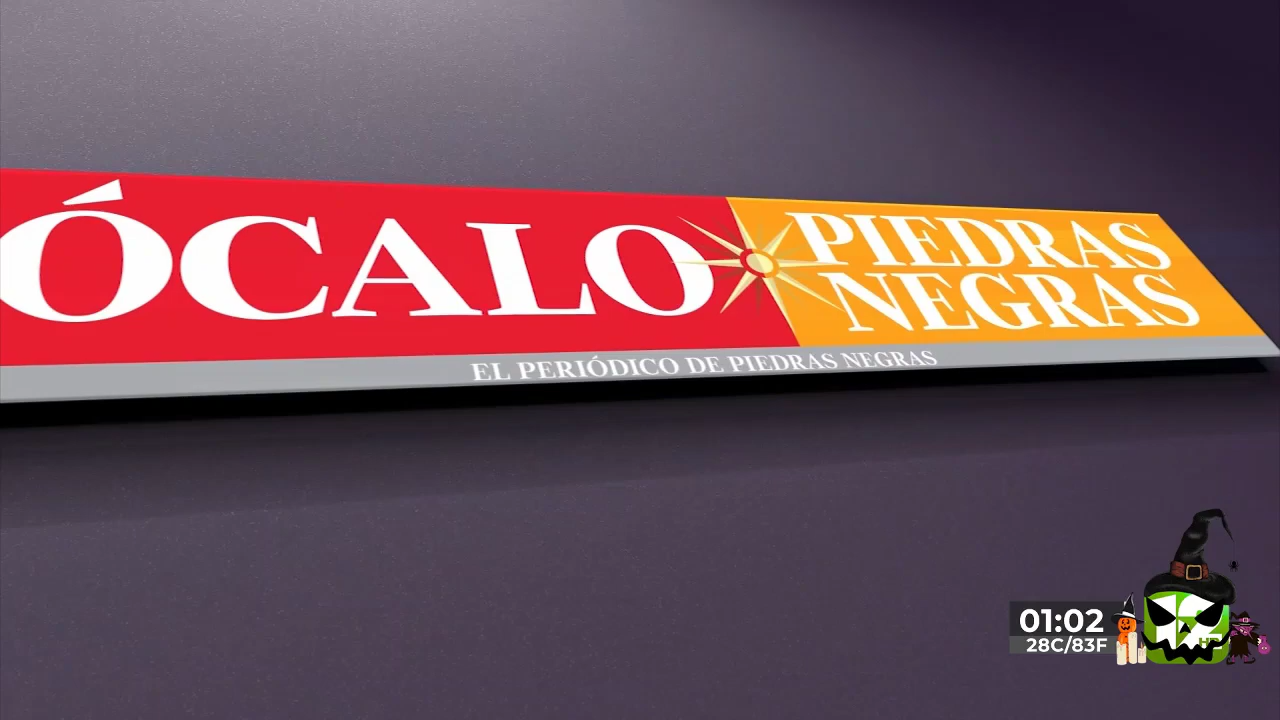 ÓCALO
PIEDRAS
NEGRAS
EL PERIÓDICO DE PIEDRAS NEGRAS
01:02
28C/83F